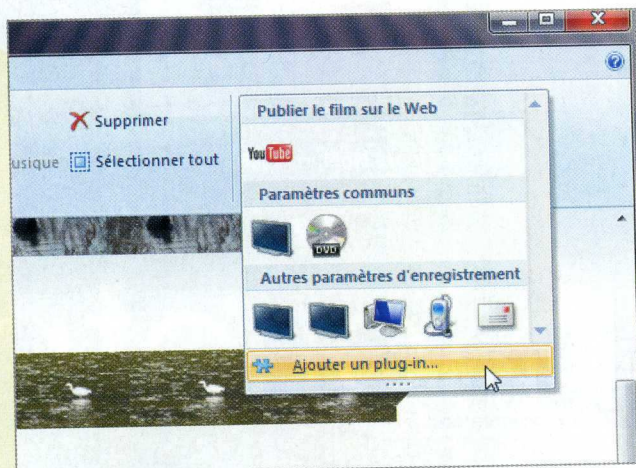 Supprimer
usique
Sélectionner tout
Publier le film sur le Web
YouTube
Paramètres communs
DVD
Autres paramètres d'enregistrement
Ajouter un plug-in...